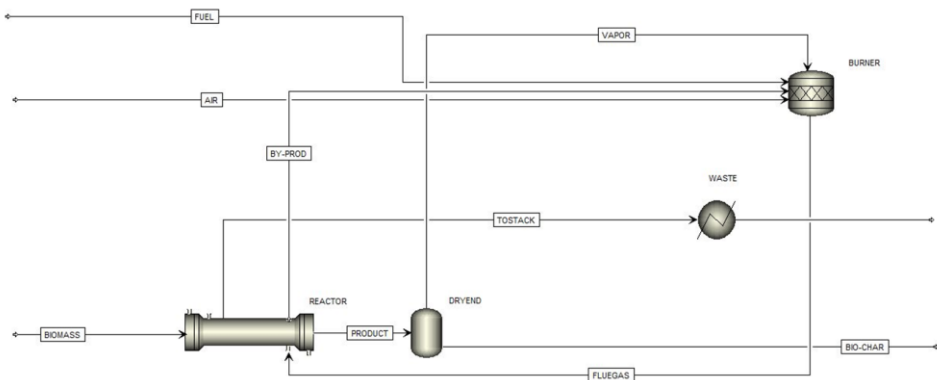 FUEL
VAPOR
BURNER
AIR
BY-PROD
WASTE
TOSTACK
REACTOR
DRYEND
BIOMASS
PRODUCT
BIO-CHAR
FLUEGAS